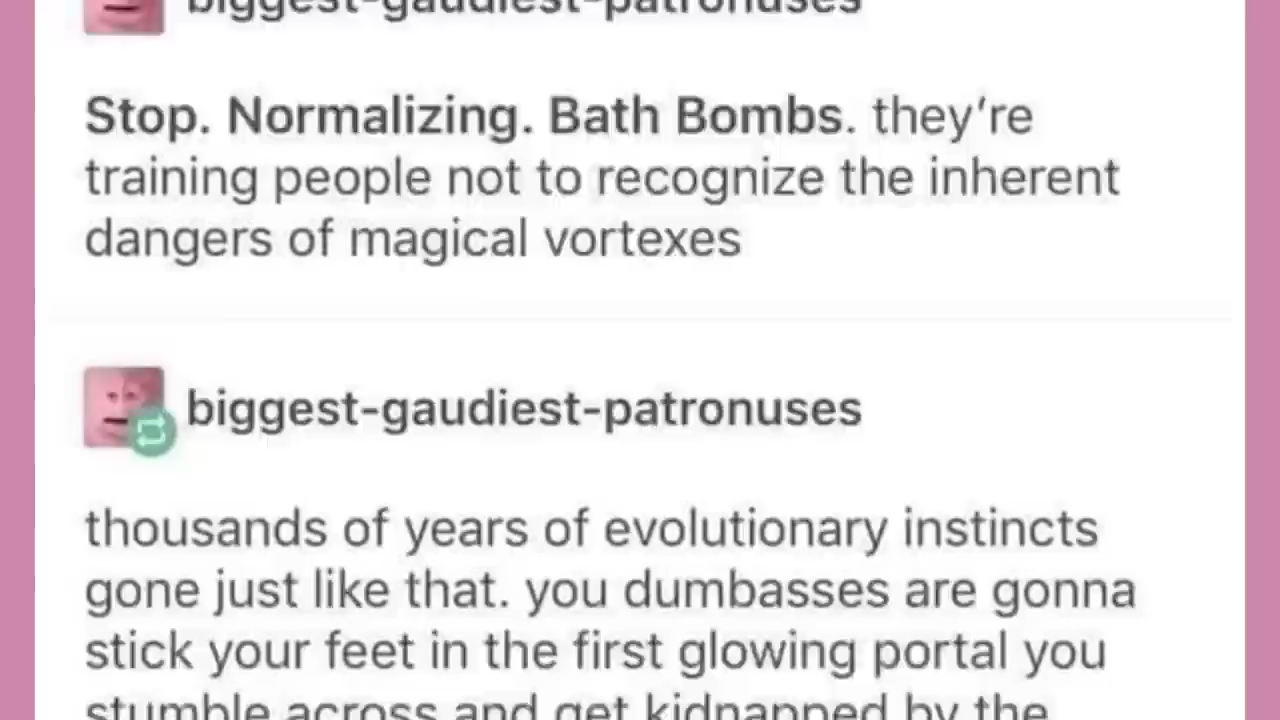 biggest-gaudiest-patronuses
Stop. Normalizing. Bath Bombs. they're
training people not to recognize the inherent
dangers of magical vortexes
biggest-gaudiest-patronuses
thousands of years of evolutionary instincts
gone just like that. you dumbasses are gonna
stick your feet in the first glowing portal you
stumble across and get kidnapped by the